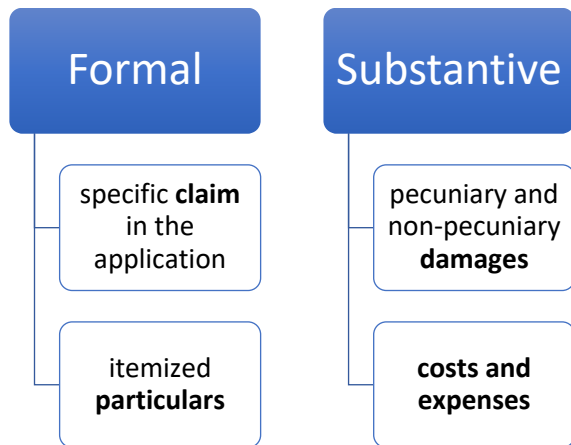 Formal
specific claim
in the
application
itemized
particulars
Substantive
pecuniary and
non-pecuniary
damages
costs and
expenses